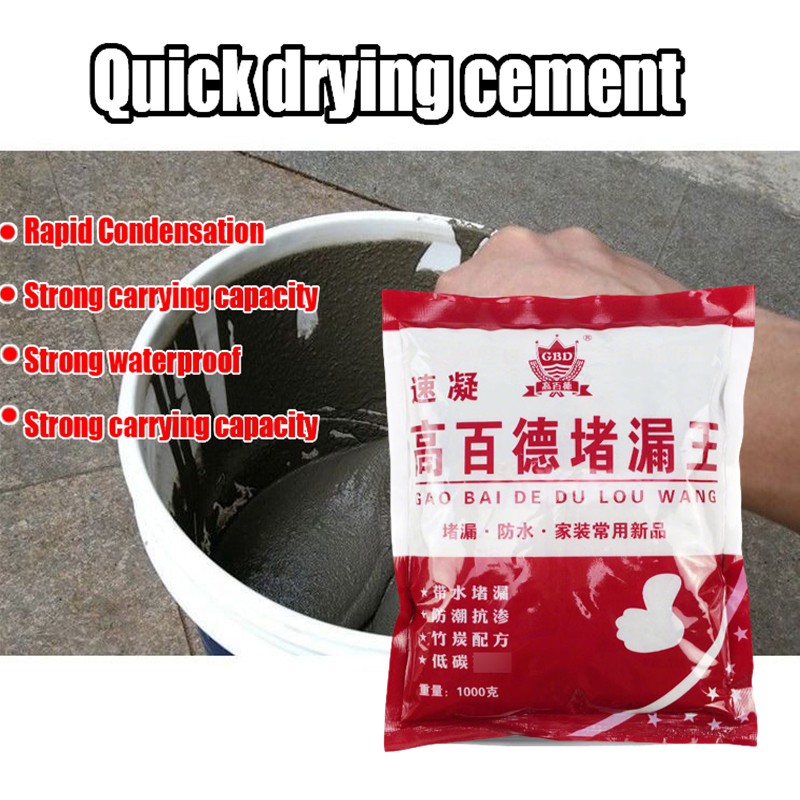 Quick drying cement
Rapid Condensation
Strong carrying capacity
Strong waterproof
Strong carrying capacity
GBD
®
高百德
速凝
高百德堵漏王
GAO BAI DE DU LOU WANG
堵漏·防水·家装常用新品
★带水堵漏
★防潮抗渗
★竹炭配方
★低碳
重量：1000克